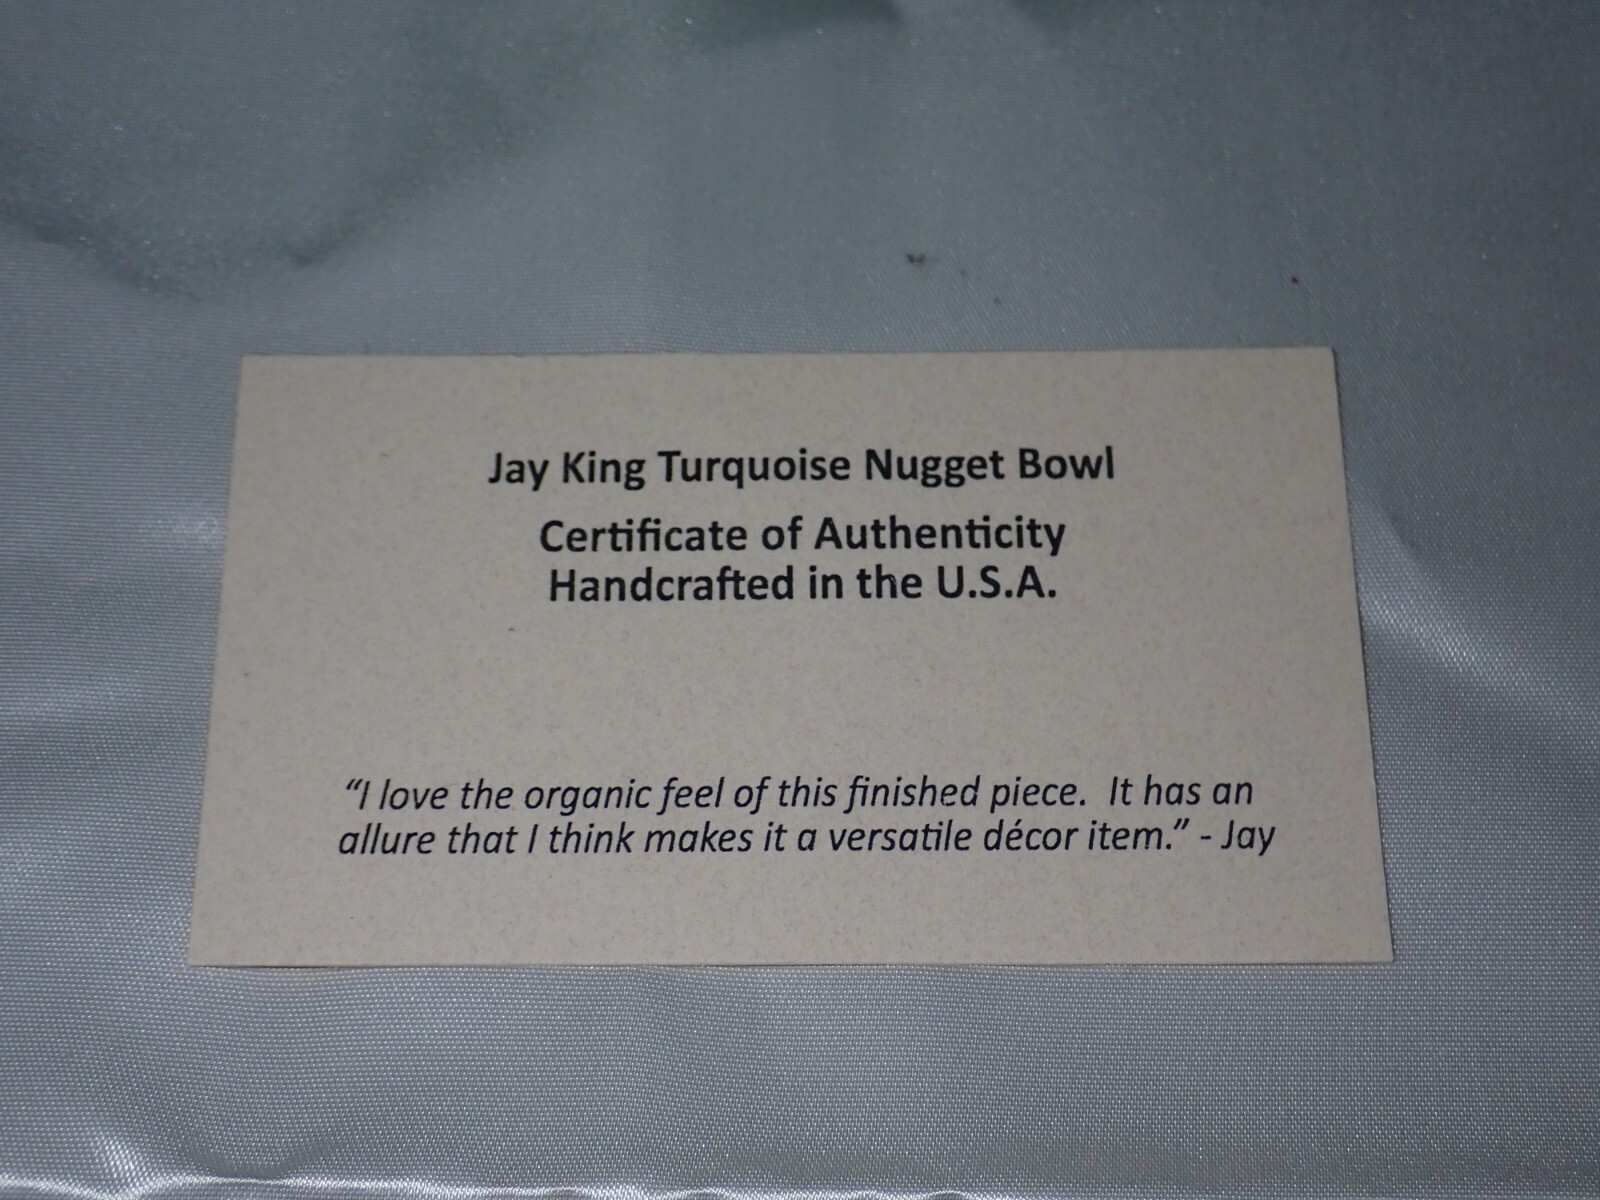 Jay King Turquoise Nugget Bowl
Certificate of Authenticity
Handcrafted in the U.S.A.
“I love the organic feel of this finished piece.  It has an
allure that I think makes it a versatile décor item.” - Jay